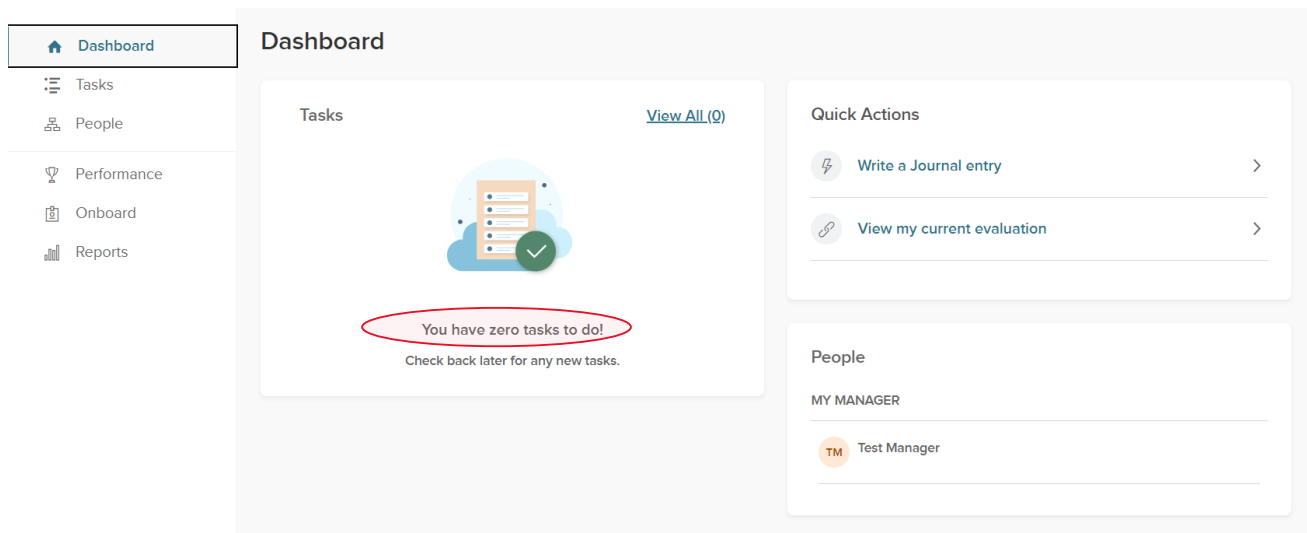 Dashboard
Tasks
People
Performance
Onboard
Reports
Dashboard
Tasks
View All (0)
You have zero tasks to do!
Check back later for any new tasks.
Quick Actions
Write a Journal entry
View my current evaluation
People
MY MANAGER
TM Test Manager